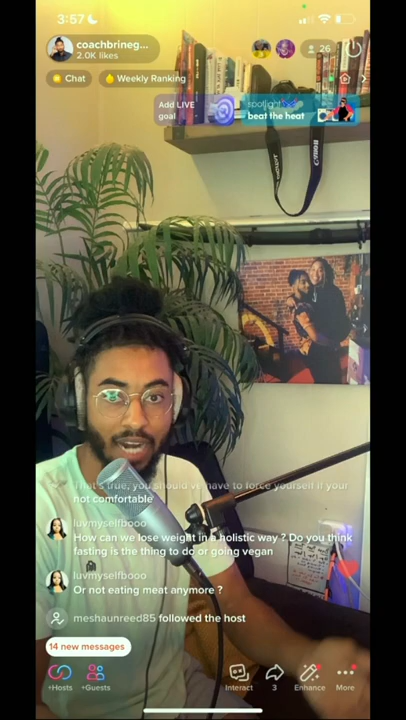 3:57
coachbrineg...
2.0K likes
26
Chat
Weekly Ranking
Add LIVE
goal
spotlight
beat the heat
Canon
That's true, you should've have to force yourself if your
not comfortable
luvmyselfbooo
How can we lose weight in a holistic way ? Do you think
fasting is the thing to do or going vegan
luvmyselfbooo
Or not eating meat anymore ?
meshaunreed85 followed the host
14 new messages
+Hosts
+Guests
Interact
3
Enhance
More